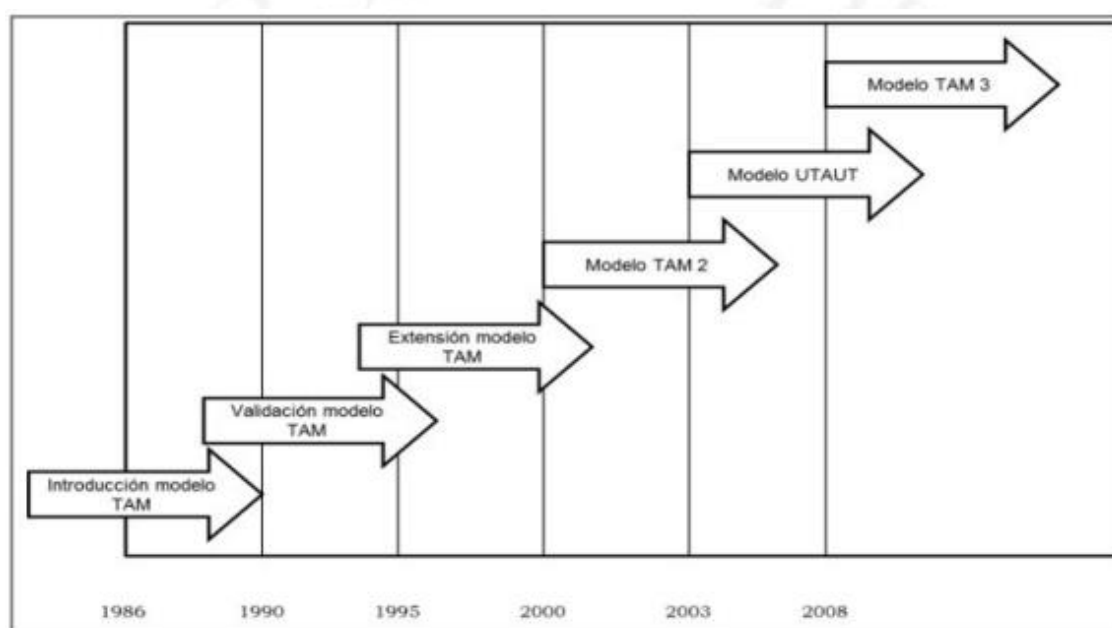 Modelo TAM 3
Modelo UTAUT
Modelo TAM 2
Extensión modelo
TAM
Validación modelo
TAM
Introducción modelo
TAM
1986 1990 1995 2000 2003 2008